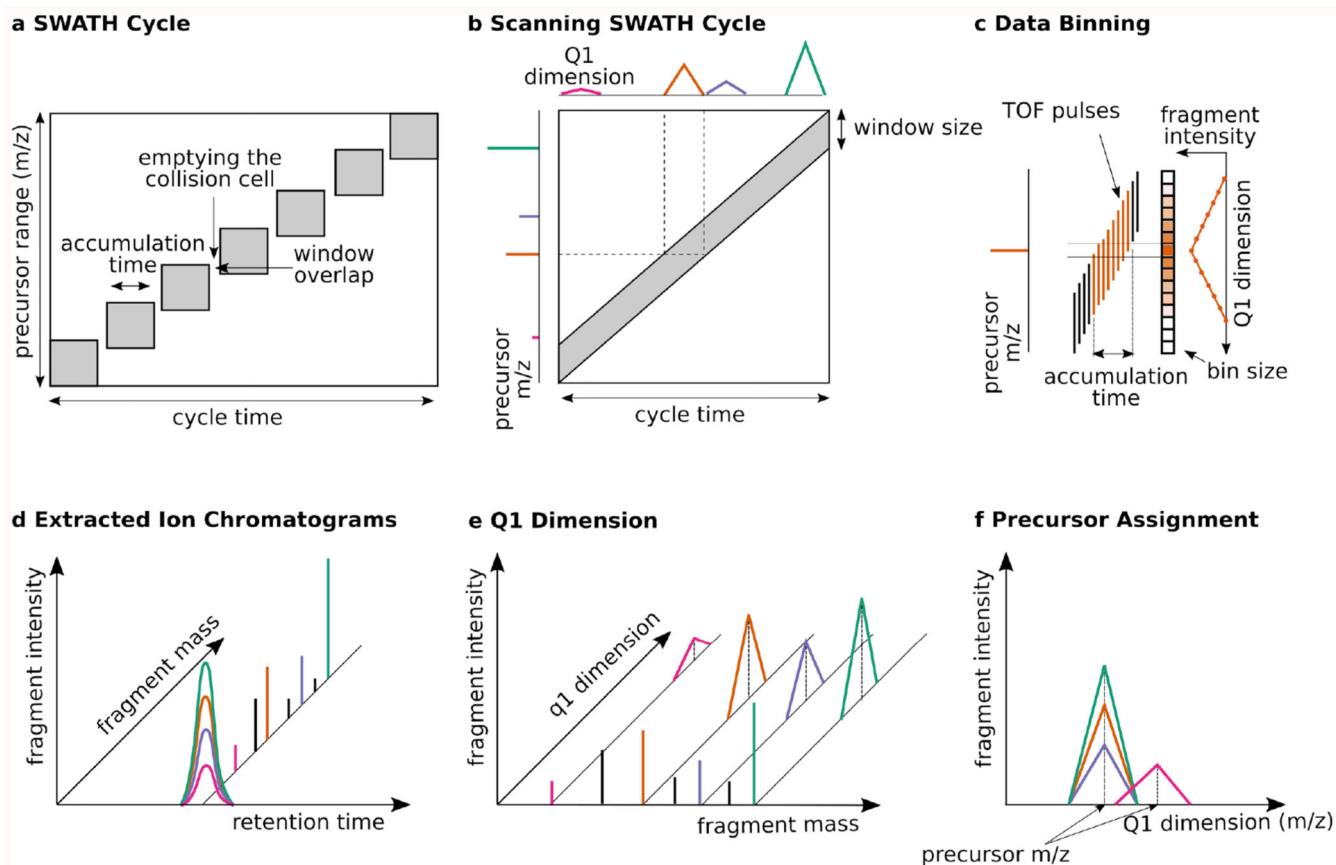 a SWATH Cycle
precursor range (m/z)
emptying the
collision cell
accumulation
time
window
overlap
cycle time
b Scanning SWATH Cycle
Q1
dimension
window size
precursor
m/z
cycle time
c Data Binning
TOF pulses
fragment
intensity
Q1 dimension
precursor
m/z
accumulation
time
bin size
d Extracted Ion Chromatograms
fragment intensity
fragment mass
retention time
e Q1 Dimension
fragment intensity
q1 dimension
fragment mass
f Precursor Assignment
fragment intensity
Q1 dimension (m/z)
precursor m/z